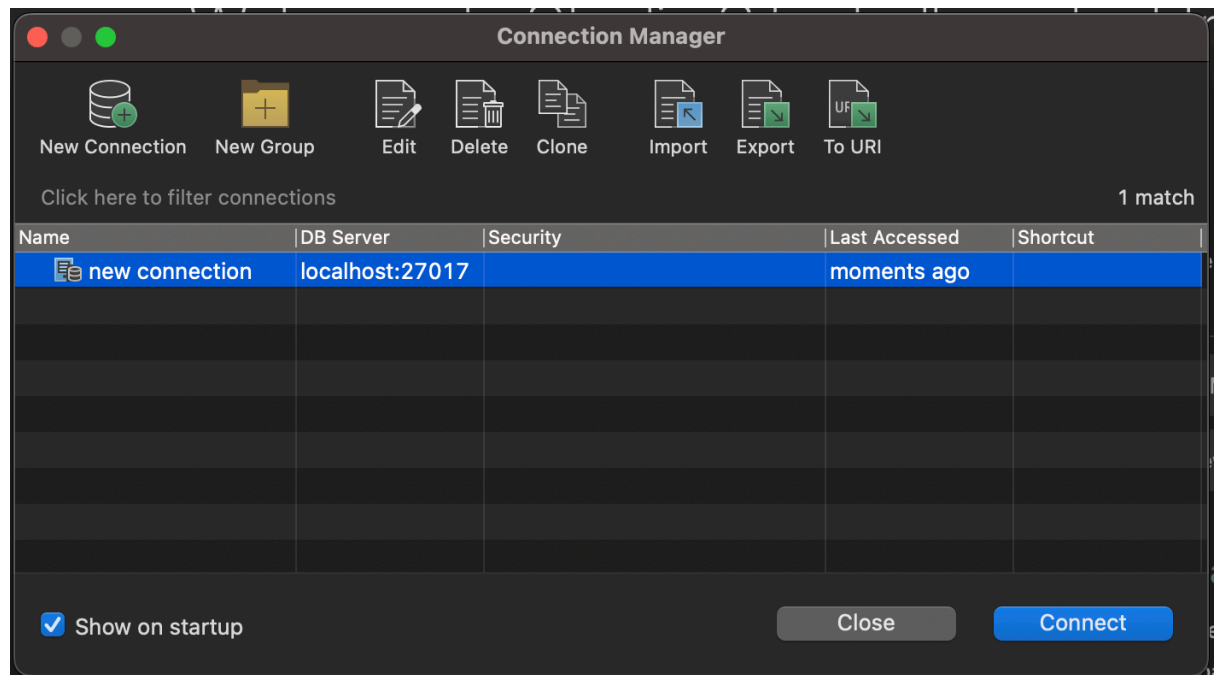 Connection Manager
New Connection New Group Edit Delete Clone Import Export To URI
Click here to filter connections 1 match
Name DB Server Security Last Accessed Shortcut
new connection localhost:27017 moments ago
Show on startup Close Connect